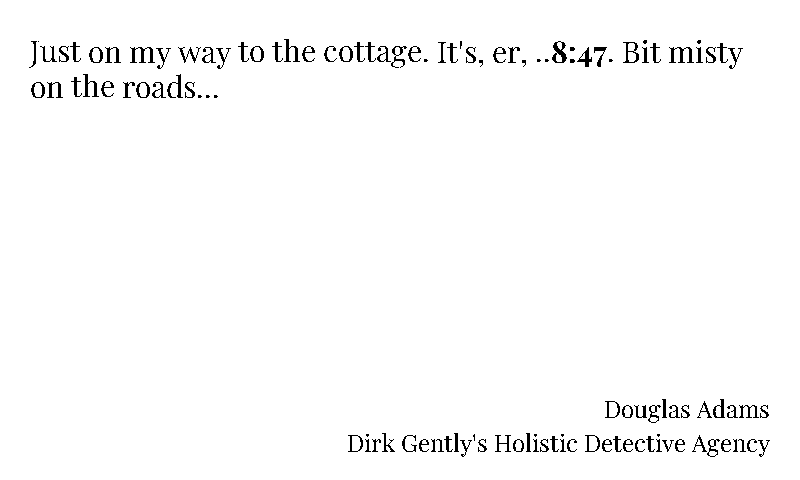 Just on my way to the cottage. It's, er, ..8:47. Bit misty
on the roads...
Douglas Adams
Dirk Gently's Holistic Detective Agency